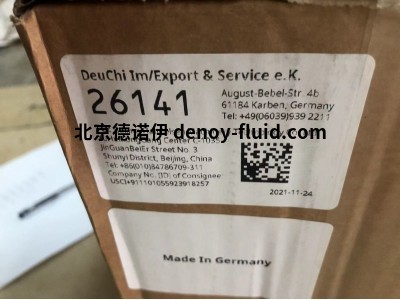 DeuChi Im/Export & Service e.K.
26141
August-Bebel-Str. 4b
61184 Karben, Germany
Tel: +49(06039)939 2211
北京德诺伊 denoy-fluid.com
JinGuanBeiEr Street No. 3
Shunyi District, Beijing, China
+86(010)84786709-311
Company No. (ID) of Consignee:
USCI+911101055923918257
2021-11-24
Made In Germany